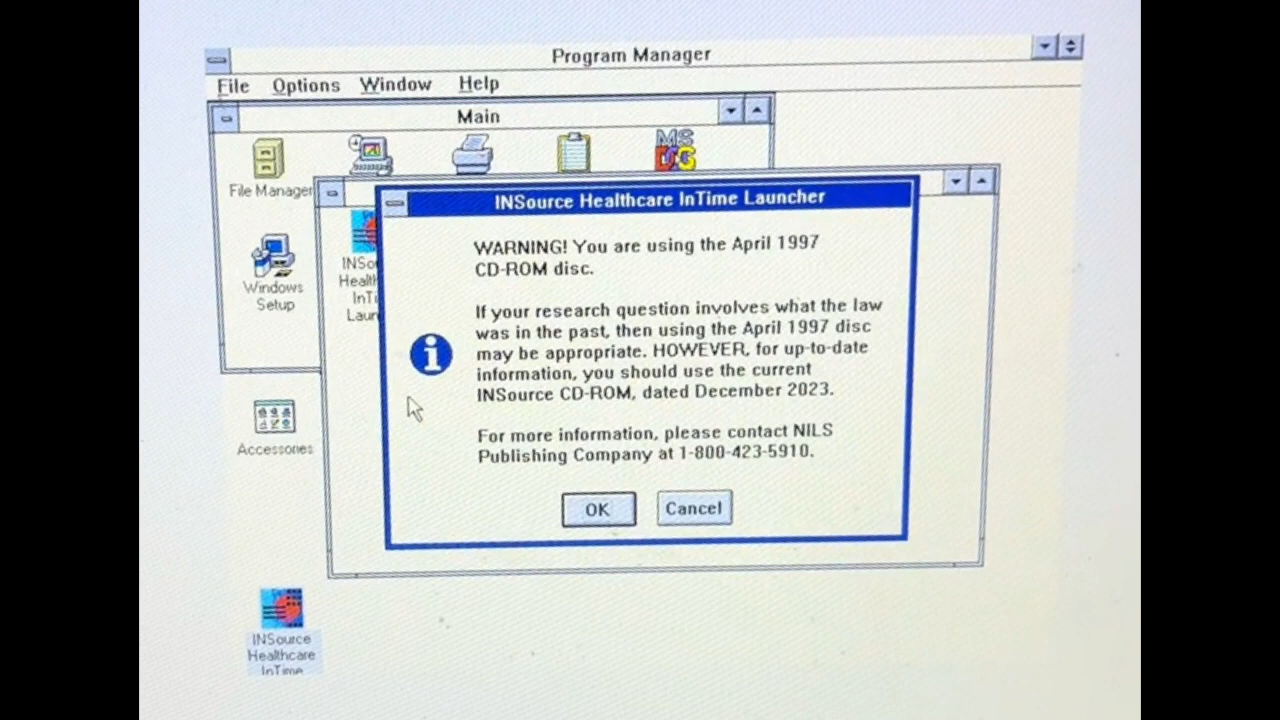 Program Manager
File Options Window Help
Main
File Manager
MS
Windows
Setup
Accessories
INSource Healthcare InTime Launcher
WARNING! You are using the April 1997
CD-ROM disc.
If your research question involves what the law
was in the past, then using the April 1997 disc
may be appropriate. HOWEVER, for up-to-date
information, you should use the current
INSource CD-ROM, dated December 2023.
For more information, please contact NILS
Publishing Company at 1-800-423-5910.
OK Cancel
INSource
Healthcare
InTime